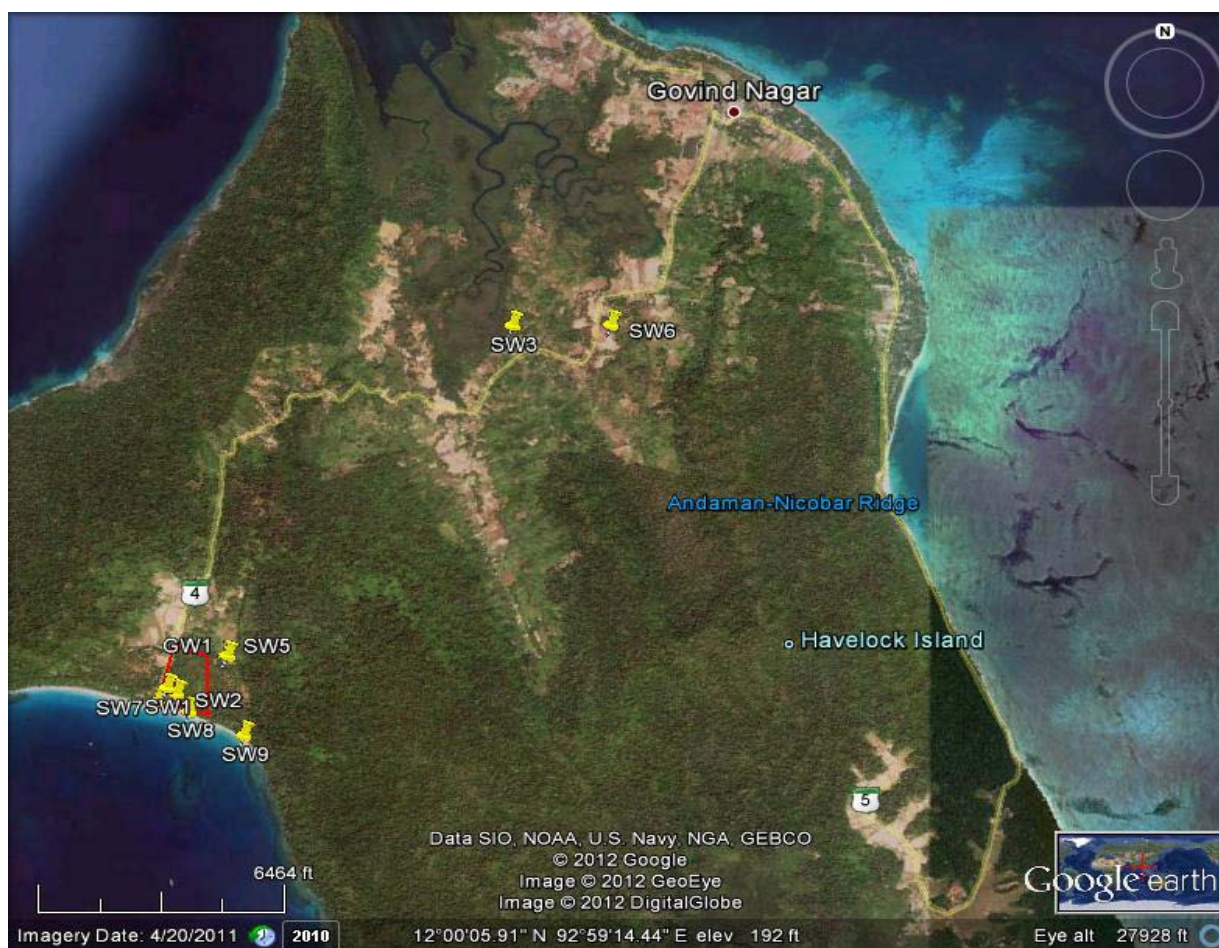 N
Govind Nagar
SW3
SW6
Andaman-Nicobar Ridge
4
Havelock Island
GW1
SW5
SW7
SW1
SW2
SW8
SW9
5
Data SIO, NOAA, U.S. Navy, NGA, GEBCO
© 2012 Google
Image © 2012 GeoEye
Image © 2012 DigitalGlobe
6464 ft
Google earth
Imagery Date: 4/20/2011
2010
12°00'05.91" N 92°59'14.44" E elev 192 ft
Eye alt 27928 ft